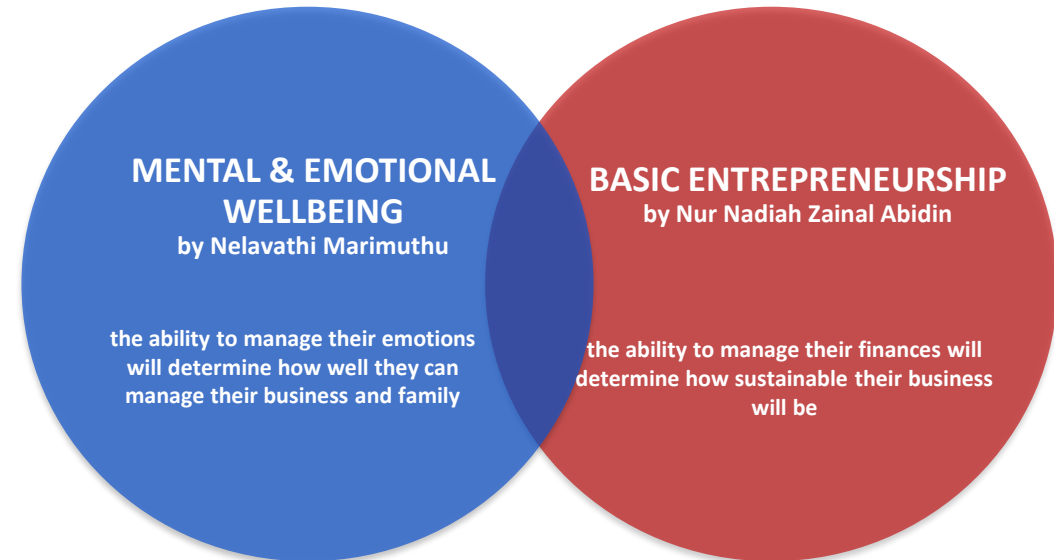 MENTAL & EMOTIONAL
WELLBEING
by Nelavathi Marimuthu
the ability to manage their emotions
will determine how well they can
manage their business and family
BASIC ENTREPRENEURSHIP
by Nur Nadiah Zainal Abidin
the ability to manage their finances will
determine how sustainable their business
will be